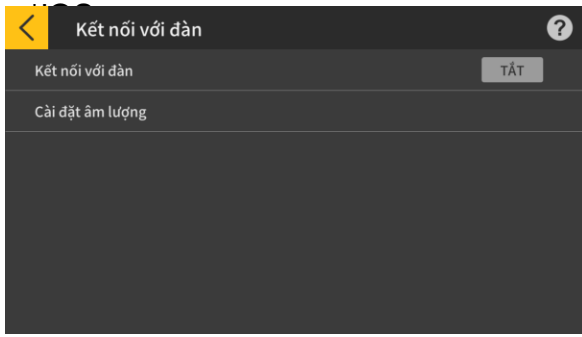 Kết nối với đàn
?
Kết nối với đàn TẮT
Cài đặt âm lượng